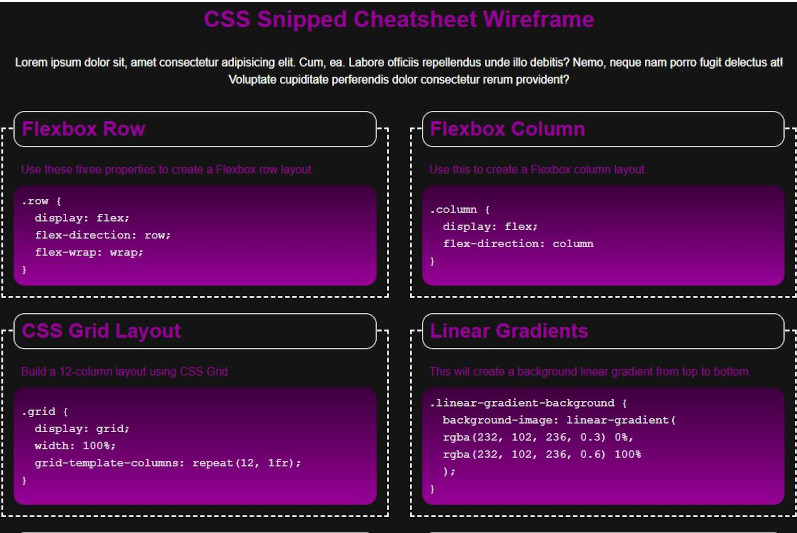 CSS Snipped Cheatsheet Wireframe
Lorem ipsum dolor sit, amet consectetur adipisicing elit. Cum, ea. Labore officiis repellendus unde illo debitis? Nemo, neque nam porro fugit delectus at!
Voluptate cupiditate perferendis dolor consectetur rerum provident?
Flexbox Row
Use these three properties to create a Flexbox row layout.
.row {
  display: flex;
  flex-direction: row;
  flex-wrap: wrap;
}
Flexbox Column
Use this to create a Flexbox column layout.
.column {
  display: flex;
  flex-direction: column
}
CSS Grid Layout
Build a 12-column layout using CSS Grid
.grid {
  display: grid;
  width: 100%;
  grid-template-columns: repeat(12, 1fr);
}
Linear Gradients
This will create a background linear gradient from top to bottom.
.linear-gradient-background {
  background-image: linear-gradient(
  rgba(232, 102, 236, 0.3) 0%,
  rgba(232, 102, 236, 0.6) 100%
  );
}